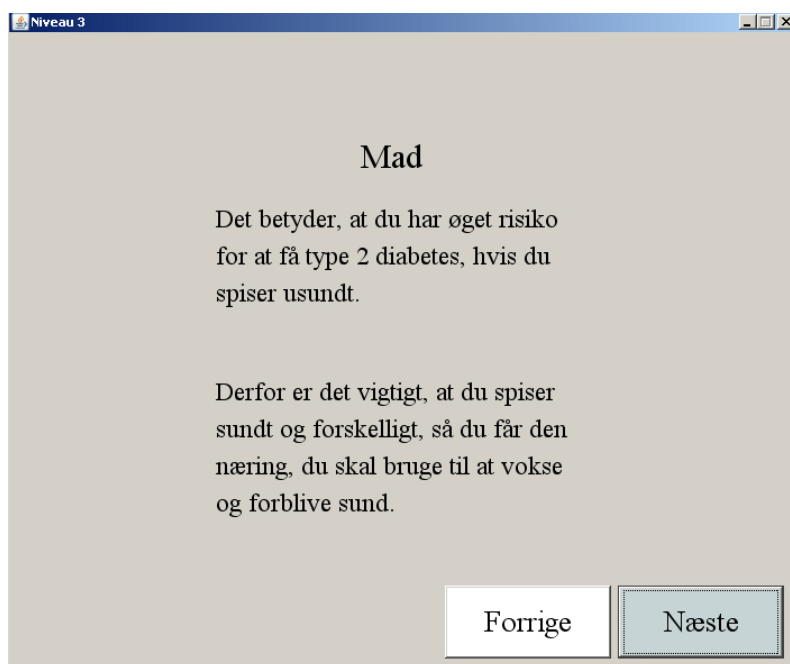 Niveau 3
Mad
Det betyder, at du har øget risiko
for at få type 2 diabetes, hvis du
spiser usundt.
Derfor er det vigtigt, at du spiser
sundt og forskelligt, så du får den
næring, du skal bruge til at vokse
og forblive sund.
Forrige
Næste